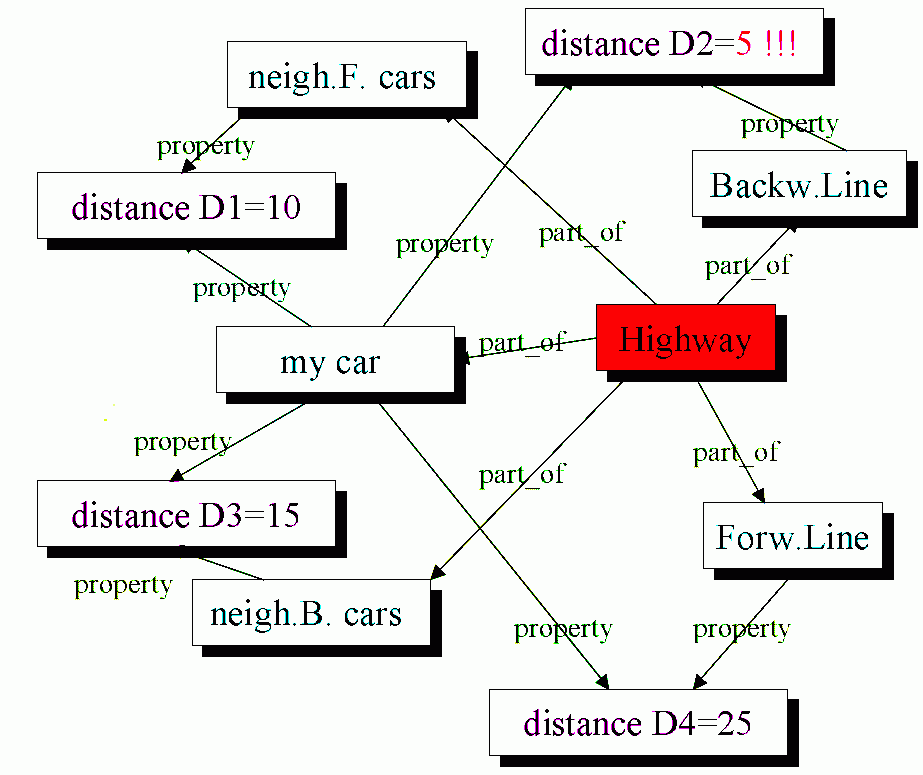 distance D2=5 !!!
neigh.F. cars
property
property
Backw.Line
distance D1=10
part_of
property
part_of
property
Highway
part_of
my car
property
part_of
part_of
distance D3=15
Forw.Line
property
neigh.B. cars
property
property
distance D4=25